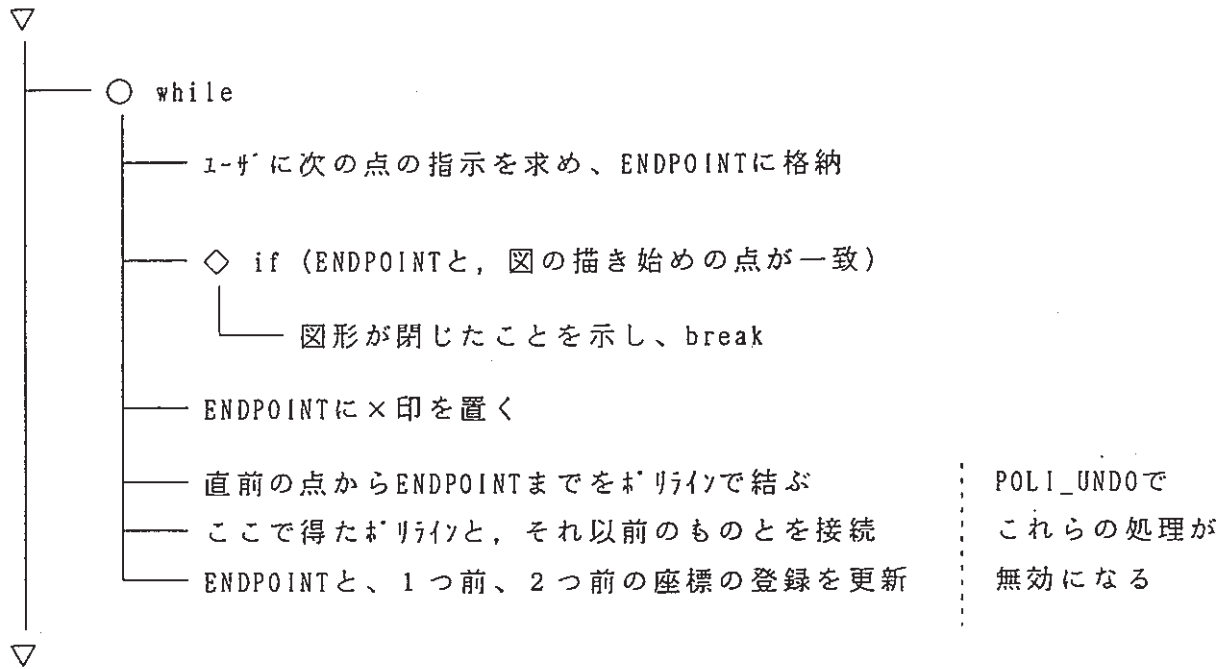 while
ﾕｰｻﾞに次の点の指示を求め、ENDPOINTに格納
if (ENDPOINTと, 図の描き始めの点が一致)
図形が閉じたことを示し、break
ENDPOINTに×印を置く
直前の点からENDPOINTまでをﾎﾟﾘﾗｲﾝで結ぶ
ここで得たﾎﾟﾘﾗｲﾝと, それ以前のものとを接続
ENDPOINTと、1つ前、2つ前の座標の登録を更新
POLI_UNDOで
これらの処理が
無効になる